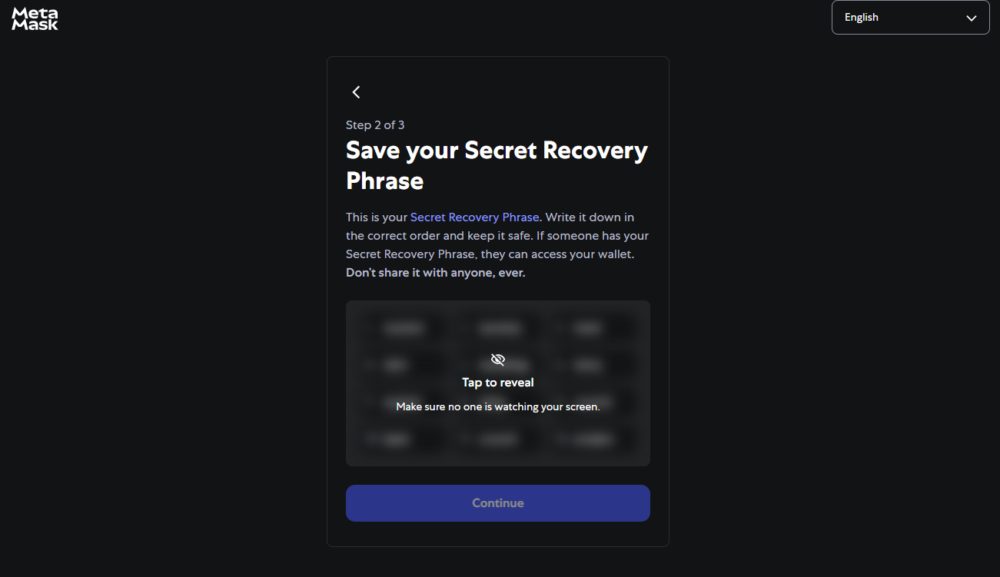 Meta
Mask
English
Step 2 of 3
Save your Secret Recovery
Phrase
This is your Secret Recovery Phrase. Write it down in
the correct order and keep it safe. If someone has your
Secret Recovery Phrase, they can access your wallet.
Don't share it with anyone, ever.
Tap to reveal
Make sure no one is watching your screen.
Continue